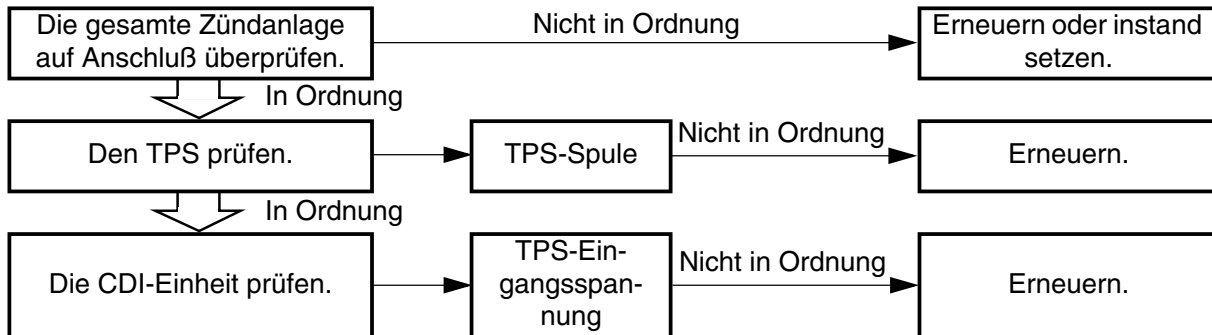 Die gesamte Zündanlage
auf Anschluß überprüfen.
Nicht in Ordnung
Erneuern oder instand
setzen.
In Ordnung
Den TPS prüfen.
TPS-Spule
Nicht in Ordnung
Erneuern.
In Ordnung
Die CDI-Einheit prüfen.
TPS-Ein-
gangsspan-
nung
Nicht in Ordnung
Erneuern.